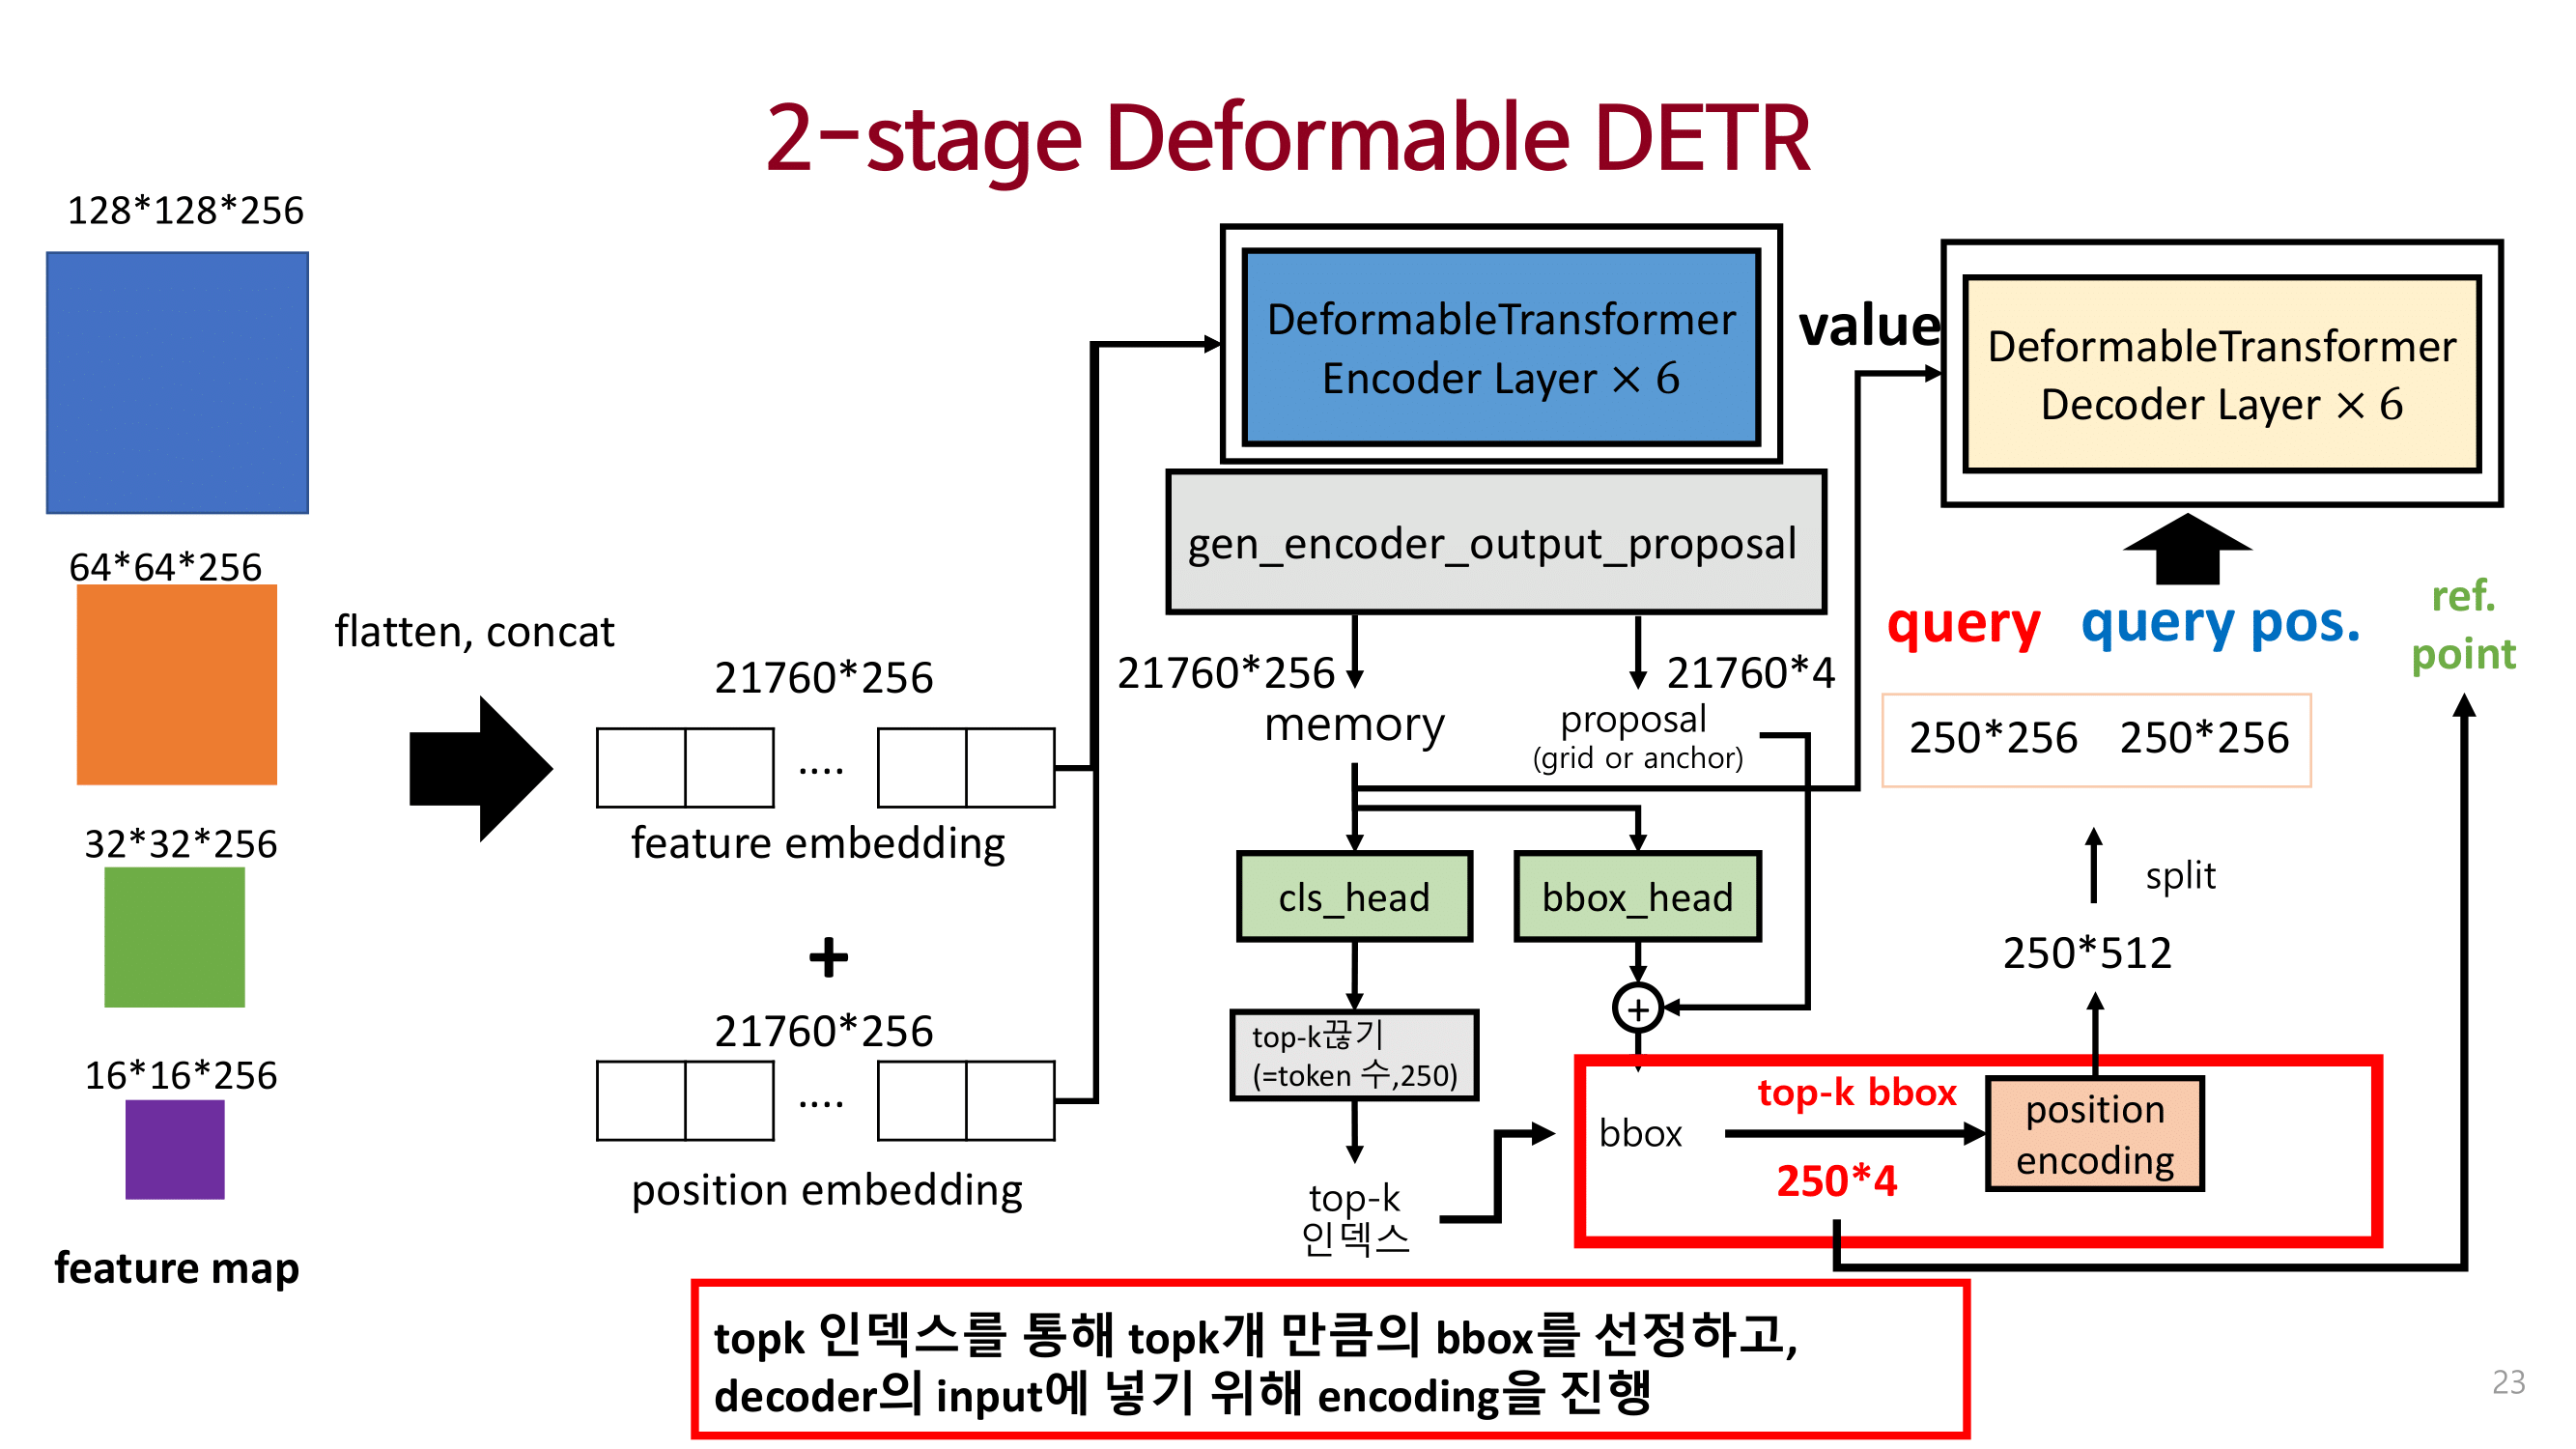 2-stage Deformable DETR
128*128*256
64*64*256
32*32*256
16*16*256
feature map
flatten, concat
21760*256
....
feature embedding
+
21760*256
....
position embedding
DeformableTransformer
Encoder Layer × 6
gen_encoder_output_proposal
21760*256
memory
21760*4
proposal
(grid or anchor)
cls_head
bbox_head
+
top-k끊기
(=token 수,250)
top-k
인덱스
bbox
top-k bbox
250*4
position
encoding
250*512
split
250*256
250*256
query
query pos.
ref.
point
value
DeformableTransformer
Decoder Layer × 6
topk 인덱스를 통해 topk개 만큼의 bbox를 선정하고,
decoder의 input에 넣기 위해 encoding을 진행
23